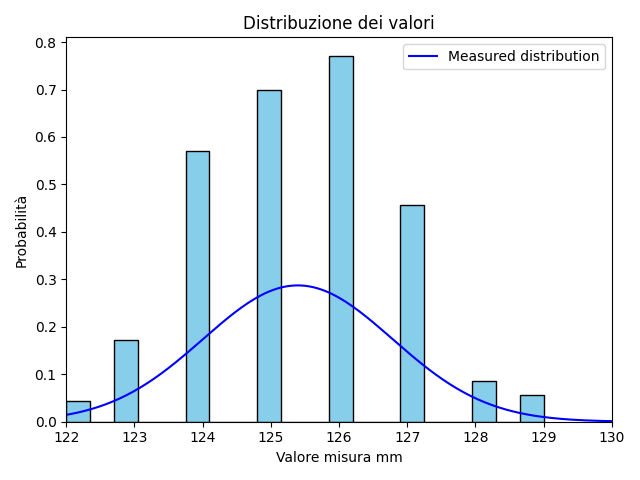 Distribuzione dei valori
Measured distribution
0.8
0.7
0.6
0.5
0.4
0.3
0.2
0.1
0.0
Probabilità
122 123 124 125 126 127 128 129 130
Valore misura mm